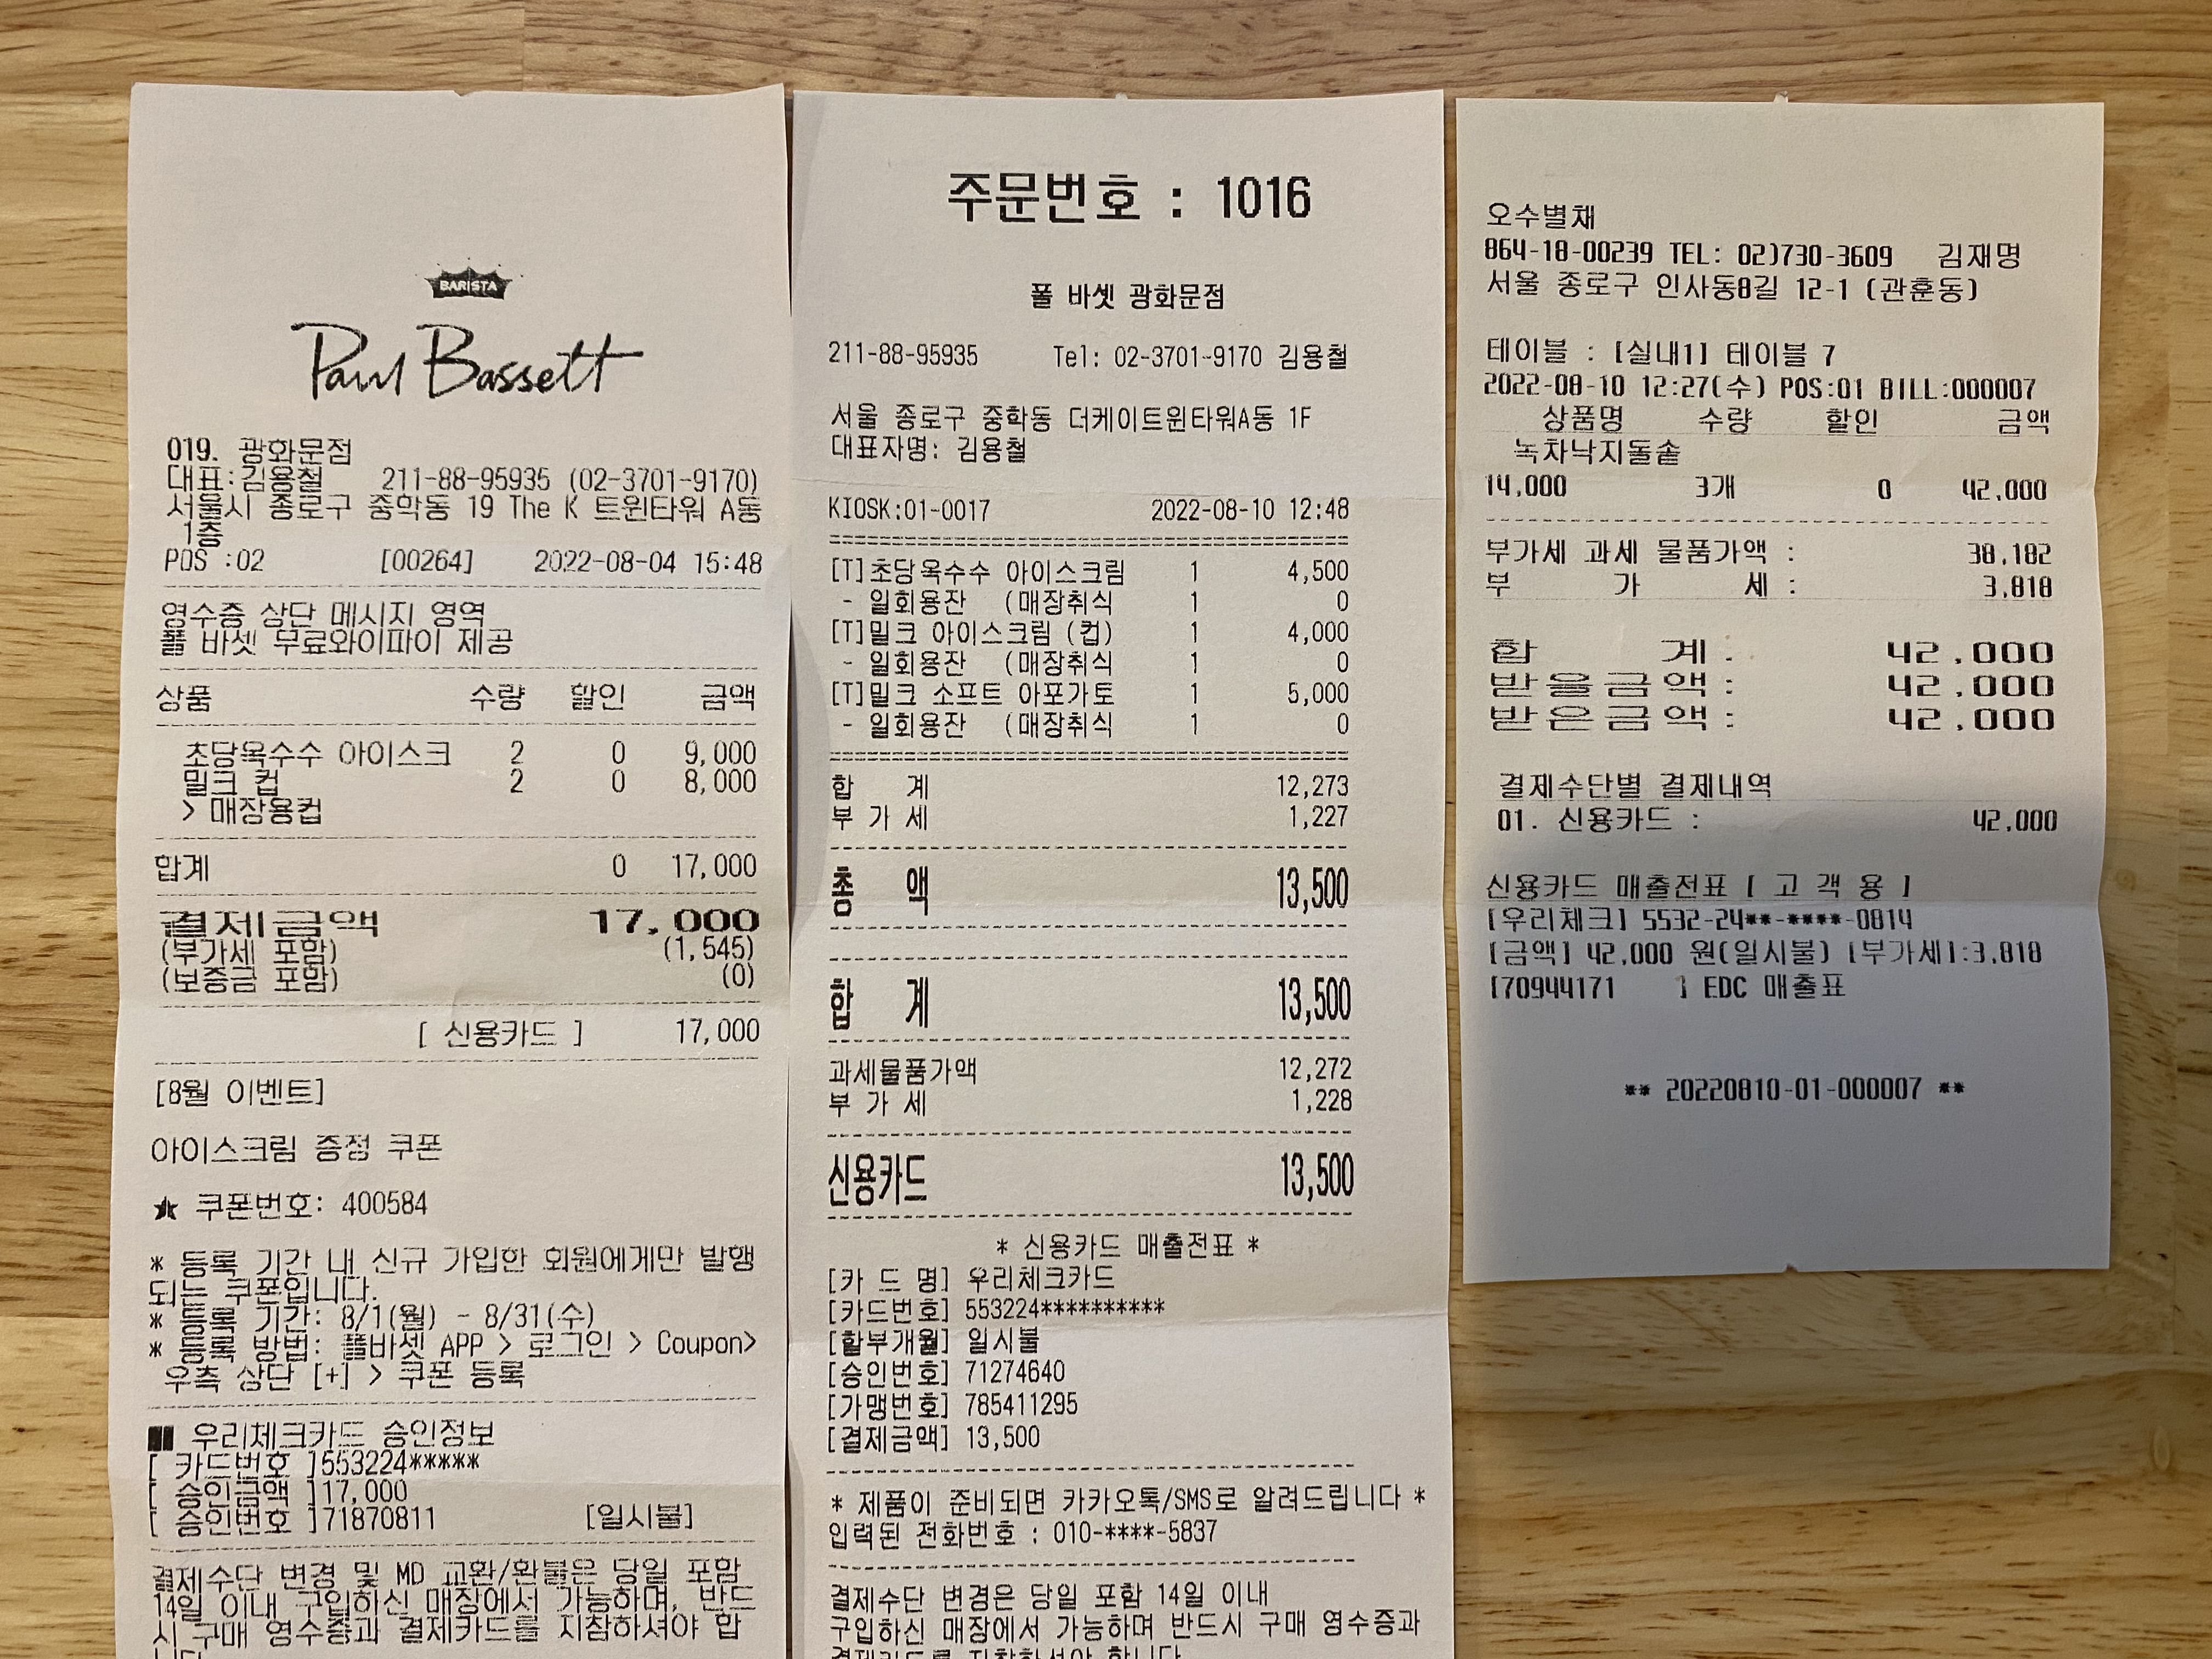 BARISTA
Paul Bassett
019. 광화문점
대표:김용철 211-88-95935 (02-3701-9170)
서울시 종로구 중학동 19 The K 트윈타워 A동
1층
POS :02 [00264] 2022-08-04 15:48
영수증 상단 메시지 영역
폴 바셋 무료와이파이 제공
상품 수량 할인 금액
초당옥수수 아이스크 2 0 9,000
밀크 컵 2 0 8,000
> 매장용컵
합계 0 17,000
결제금액 17,000
(부가세 포함) (1,545)
(보증금 포함) (0)
[ 신용카드 ] 17,000
[8월 이벤트]
아이스크림 증정 쿠폰
★ 쿠폰번호: 400584
* 등록 기간 내 신규 가입한 회원에게만 발행
되는 쿠폰입니다.
* 등록 기간: 8/1(월) - 8/31(수)
* 등록 방법: 폴바셋 APP > 로그인 > Coupon>
우측 상단 [+] > 쿠폰 등록
우리체크카드 승인정보
[ 카드번호 ]553224*****
[ 승인금액 ]17,000
[ 승인번호 ]71870811 [일시불]
결제수단 변경 및 MD 교환/환불은 당일 포함
14일 이내 구입하신 매장에서 가능하며, 반드
시 구매 영수증과 결제카드를 지참하셔야 합
주문번호 : 1016
폴 바셋 광화문점
211-88-95935 Tel: 02-3701-9170 김용철
서울 종로구 중학동 더케이트윈타워A동 1F
대표자명: 김용철
KIOSK:01-0017 2022-08-10 12:48
[T]초당옥수수 아이스크림 1 4,500
- 일회용잔 (매장취식 1 0
[T]밀크 아이스크림(컵) 1 4,000
- 일회용잔 (매장취식 1 0
[T]밀크 소프트 아포가토 1 5,000
- 일회용잔 (매장취식 1 0
합 계 12,273
부 가 세 1,227
총 액 13,500
합 계 13,500
과세물품가액 12,272
부 가 세 1,228
신용카드 13,500
* 신용카드 매출전표 *
[카 드 명] 우리체크카드
[카드번호] 553224**********
[할부개월] 일시불
[승인번호] 71274640
[가맹번호] 785411295
[결제금액] 13,500
* 제품이 준비되면 카카오톡/SMS로 알려드립니다 *
입력된 전화번호 : 010-****-5837
결제수단 변경은 당일 포함 14일 이내
구입하신 매장에서 가능하며 반드시 구매 영수증과
오수별채
864-18-00239 TEL: 02)730-3609 김재명
서울 종로구 인사동8길 12-1 (관훈동)
테이블 : [실내1] 테이블 7
2022-08-10 12:27(수) POS:01 BILL:000007
상품명 수량 할인 금액
녹차낙지돌솥
14,000 3개 0 42,000
부가세 과세 물품가액 : 38,182
부 가 세 : 3,818
합 계 : 42,000
받을금액 : 42,000
받은금액 : 42,000
결제수단별 결제내역
01. 신용카드 : 42,000
신용카드 매출전표 [ 고 객 용 ]
[우리체크] 5532-24**-****-0814
[금액] 42,000 원(일시불) [부가세]:3,818
[70944171 ] EDC 매출표
** 20220810-01-000007 **